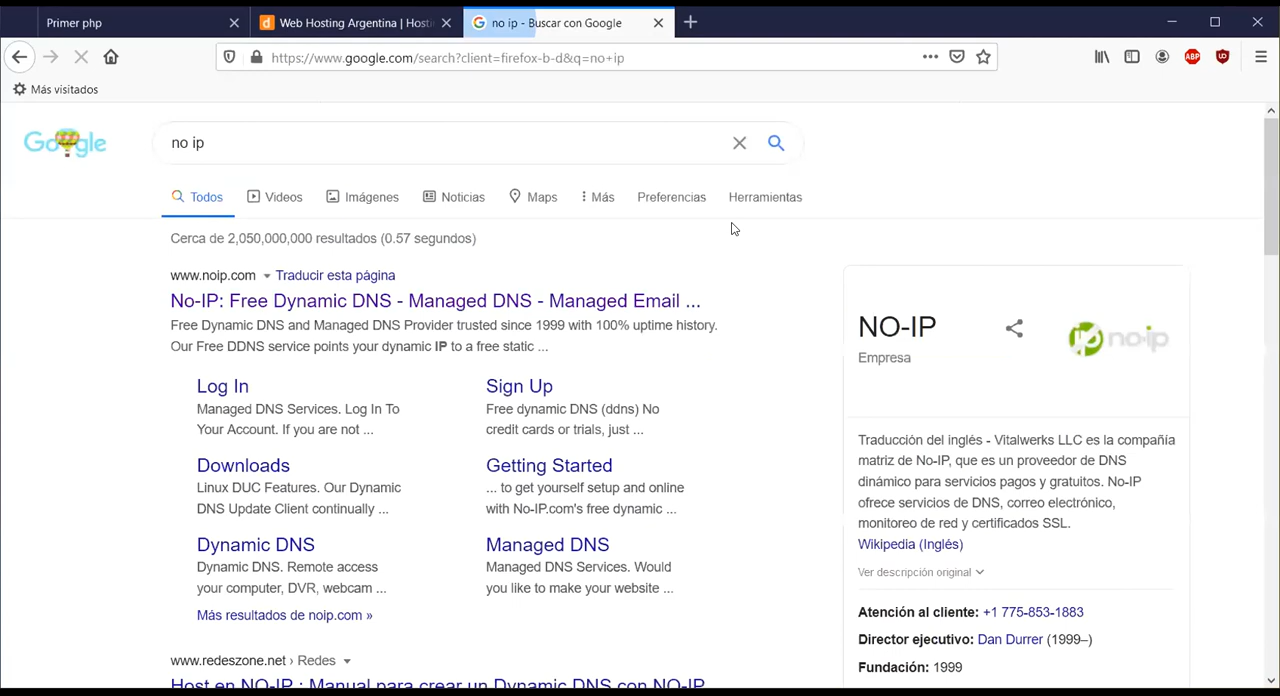 Primer php
Web Hosting Argentina | Hosti
no ip - Buscar con Google
https://www.google.com/search?client=firefox-b-d&q=no+ip
ABP
Más visitados
Google
no ip
Todos
Videos
Imágenes
Noticias
Maps
Más
Preferencias
Herramientas
Cerca de 2,050,000,000 resultados (0.57 segundos)
www.noip.com
Traducir esta página
No-IP: Free Dynamic DNS - Managed DNS - Managed Email ...
Free Dynamic DNS and Managed DNS Provider trusted since 1999 with 100% uptime history.
Our Free DDNS service points your dynamic IP to a free static ...
Log In
Managed DNS Services. Log In To
Your Account. If you are not ...
Sign Up
Free dynamic DNS (ddns) No
credit cards or trials, just ...
Downloads
Linux DUC Features. Our Dynamic
DNS Update Client continually ...
Getting Started
... to get yourself setup and online
with No-IP.com's free dynamic ...
Dynamic DNS
Dynamic DNS. Remote access
your computer, DVR, webcam ...
Managed DNS
Managed DNS Services. Would
you like to make your website ...
Más resultados de noip.com »
www.redeszone.net › Redes
Host en NO-IP : Manual para crear un Dynamic DNS con NO-IP
NO-IP
Empresa
no-ip
Traducción del inglés - Vitalwerks LLC es la compañía
matriz de No-IP, que es un proveedor de DNS
dinámico para servicios pagos y gratuitos. No-IP
ofrece servicios de DNS, correo electrónico,
monitoreo de red y certificados SSL.
Wikipedia (Inglés)
Ver descripción original
Atención al cliente: +1 775-853-1883
Director ejecutivo: Dan Durrer (1999–)
Fundación: 1999